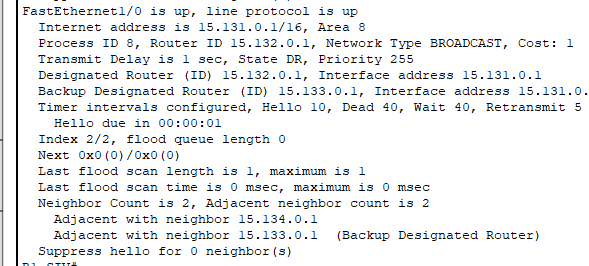 FastEthernet1/0 is up, line protocol is up
Internet address is 15.131.0.1/16, Area 8
Process ID 8, Router ID 15.132.0.1, Network Type BROADCAST, Cost: 1
Transmit Delay is 1 sec, State DR, Priority 255
Designated Router (ID) 15.132.0.1, Interface address 15.131.0.1
Backup Designated Router (ID) 15.133.0.1, Interface address 15.131.0.
Timer intervals configured, Hello 10, Dead 40, Wait 40, Retransmit 5
Hello due in 00:00:01
Index 2/2, flood queue length 0
Next 0x0(0)/0x0(0)
Last flood scan length is 1, maximum is 1
Last flood scan time is 0 msec, maximum is 0 msec
Neighbor Count is 2, Adjacent neighbor count is 2
Adjacent with neighbor 15.134.0.1
Adjacent with neighbor 15.133.0.1  (Backup Designated Router)
Suppress hello for 0 neighbor(s)